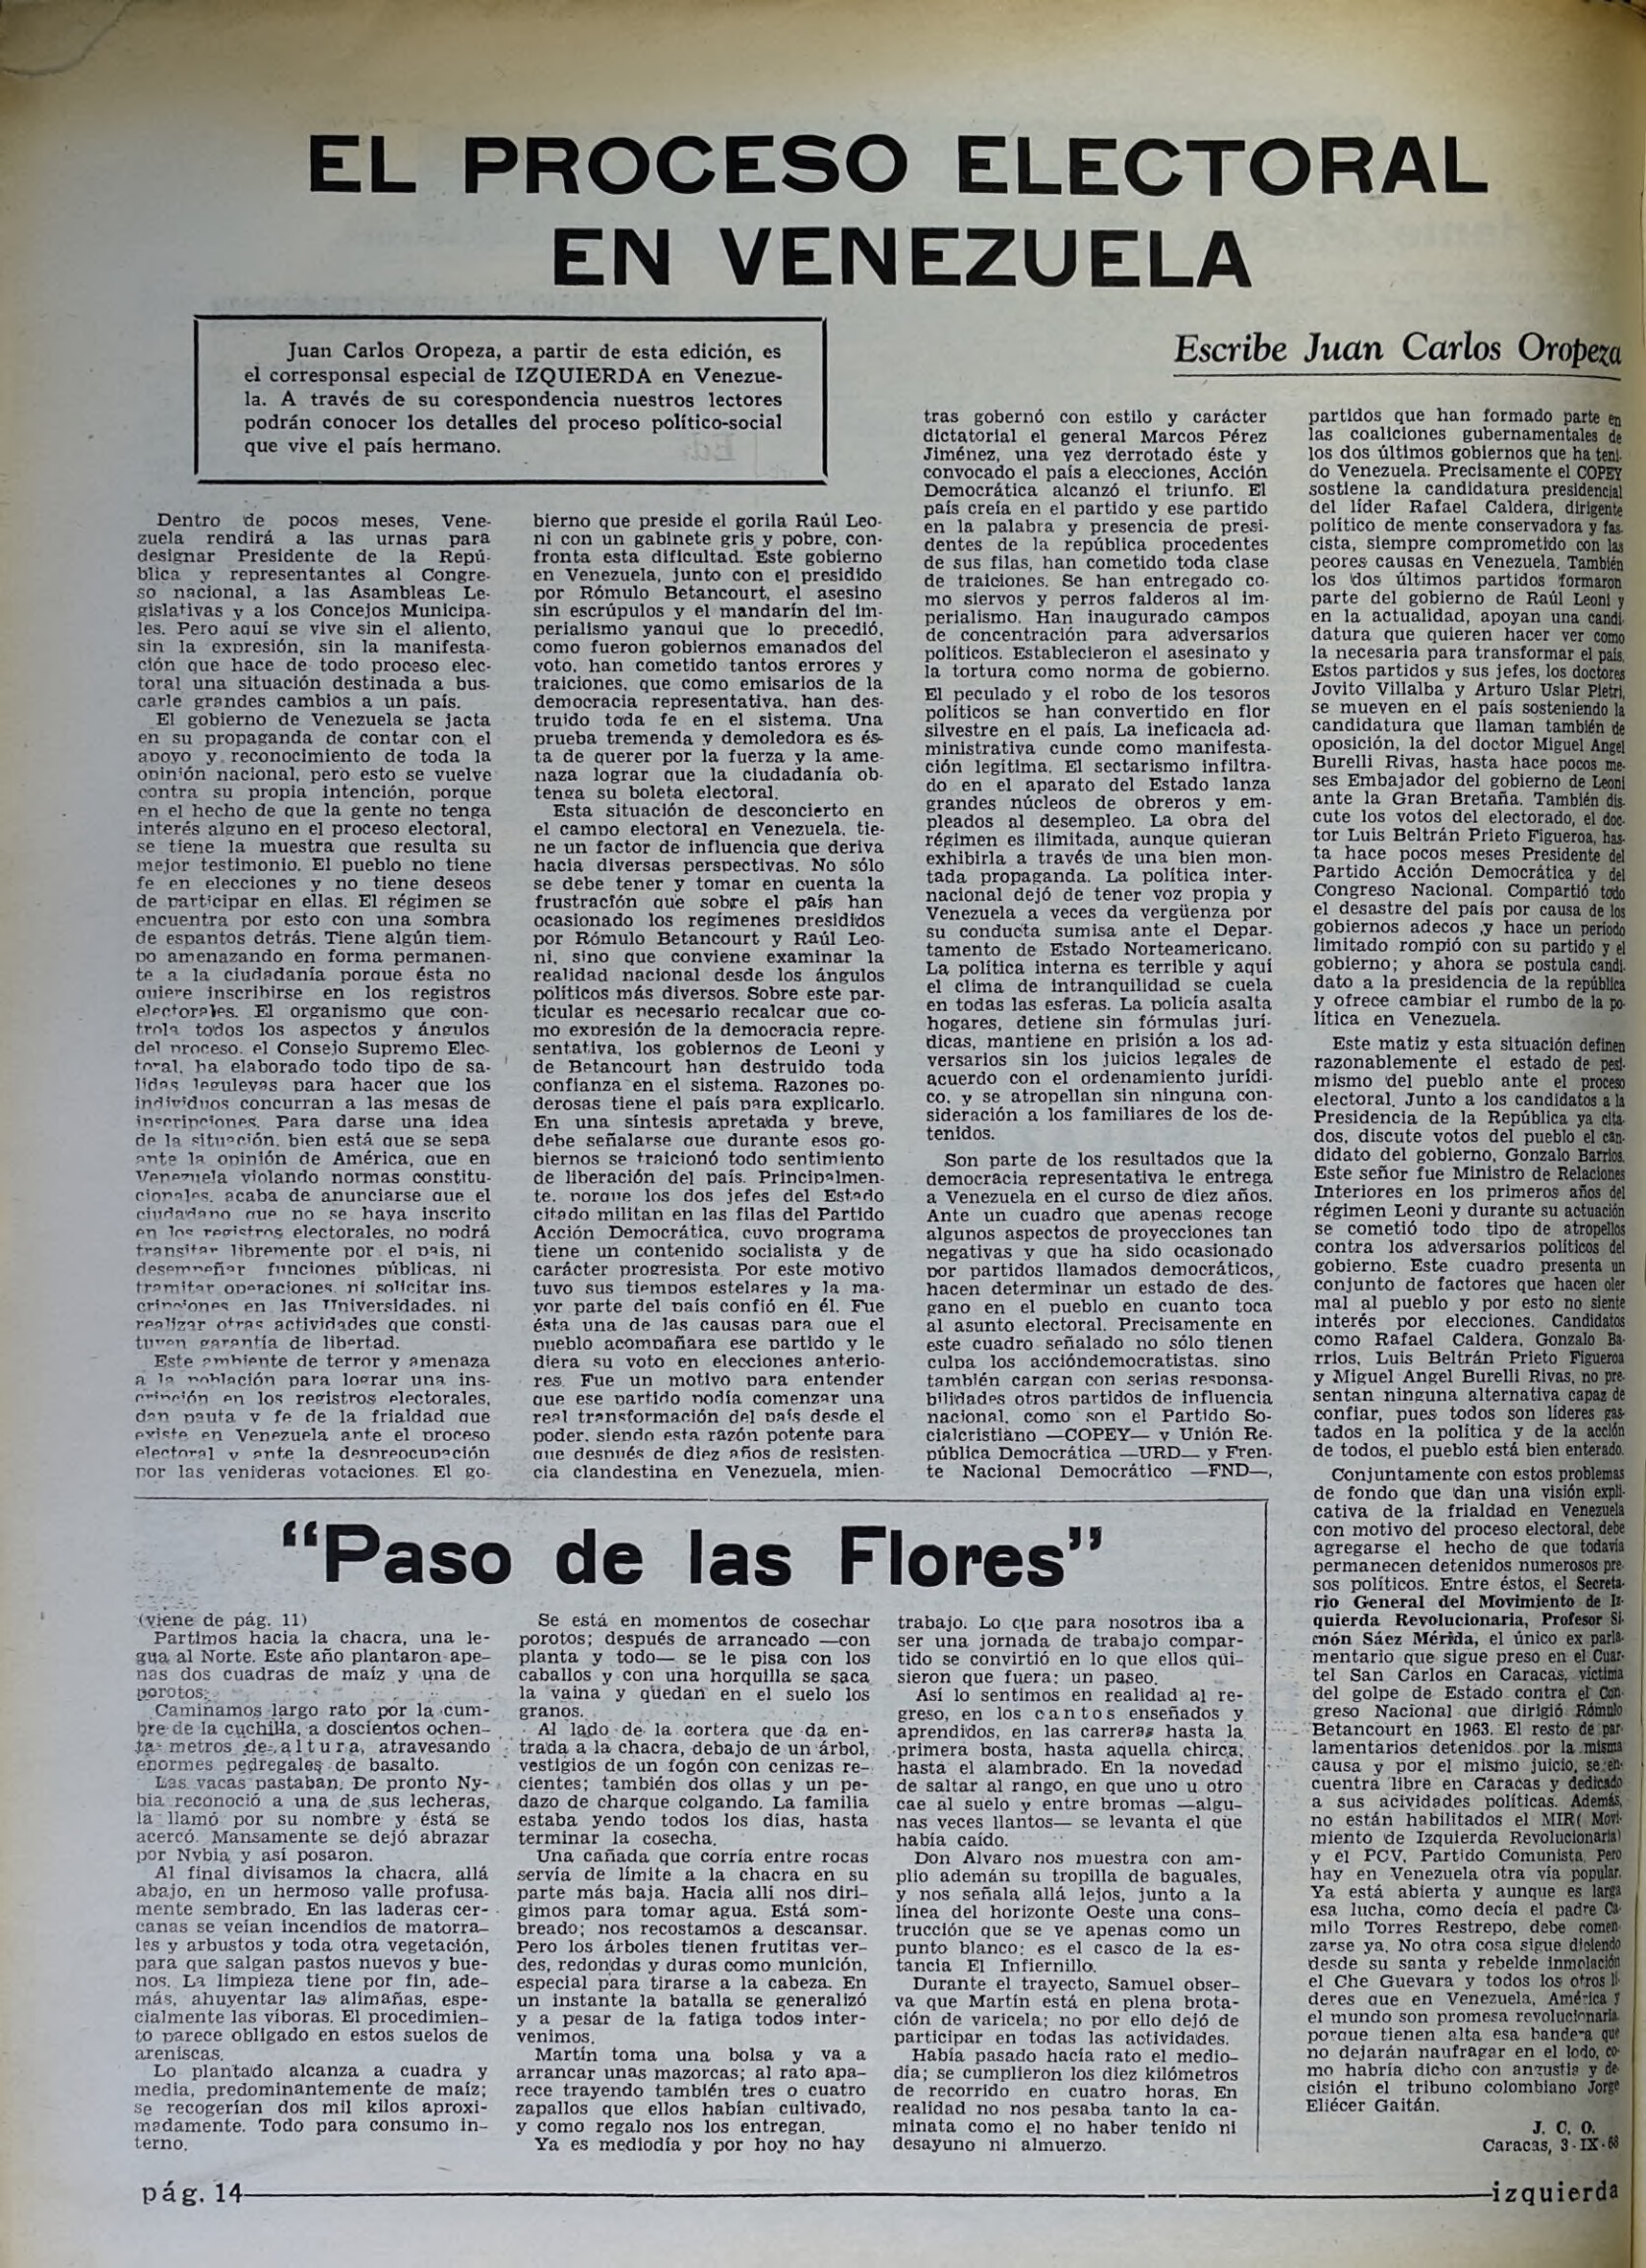 EL PROCESO ELECTORAL
EN VENEZUELA
Juan Carlos Oropeza, a partir de esta edición, es
el corresponsal especial de IZQUIERDA en Venezue-
la. A través de su corespondencia nuestros lectores
podrán conocer los detalles del proceso político-social
que vive el país hermano.
Escribe Juan Carlos Oropeza
Dentro de pocos meses, Vene-
zuela rendirá a las urnas para
designar Presidente de la Repú-
blica y representantes al Congre-
so nacional, a las Asambleas Le-
gislativas y a los Concejos Municipa-
les. Pero aquí se vive sin el aliento,
sin la expresión, sin la manifesta-
ción que hace de todo proceso elec-
toral una situación destinada a bus-
carle grandes cambios a un país.
El gobierno de Venezuela se jacta
en su propaganda de contar con el
apoyo y reconocimiento de toda la
opinión nacional, pero esto se vuelve
contra su propia intención, porque
en el hecho de que la gente no tenga
interés alguno en el proceso electoral,
se tiene la muestra que resulta su
mejor testimonio. El pueblo no tiene
fe en elecciones y no tiene deseos
de participar en ellas. El régimen se
encuentra por esto con una sombra
de espantos detrás. Tiene algún tiem-
po amenazando en forma permanen-
te a la ciudadanía porque ésta no
quiere inscribirse en los registros
electorales. El organismo que con-
trola todos los aspectos y ángulos
del proceso, el Consejo Supremo Elec-
toral, ha elaborado todo tipo de sa-
lidas leguleyas para hacer que los
individuos concurran a las mesas de
inscripciones. Para darse una idea
de la situación, bien está que se sepa
ante la opinión de América, que en
Venezuela violando normas constitu-
cionales, acaba de anunciarse que el
ciudadano que no se haya inscrito
en los registros electorales, no podrá
transitar libremente por el país, ni
desempeñar funciones públicas, ni
tramitar operaciones, ni solicitar ins-
cripciones en las Universidades, ni
realizar otras actividades que consti-
tuyen garantía de libertad.
Este ambiente de terror y amenaza
a la población para lograr una ins-
cripción en los registros electorales,
dan pauta y fe de la frialdad que
existe en Venezuela ante el proceso
electoral y ante la despreocupación
por las venideras votaciones. El go-
bierno que preside el gorila Raúl Leo-
ni con un gabinete gris y pobre, con-
fronta esta dificultad. Este gobierno
en Venezuela, junto con el presidido
por Rómulo Betancourt, el asesino
sin escrúpulos y el mandarín del im-
perialismo yanqui que lo precedió,
como fueron gobiernos emanados del
voto, han cometido tantos errores y
traiciones, que como emisarios de la
democracia representativa, han des-
truido toda fe en el sistema. Una
prueba tremenda y demoledora es és-
ta de querer por la fuerza y la ame-
naza lograr que la ciudadanía ob-
tenga su boleta electoral.
Esta situación de desconcierto en
el campo electoral en Venezuela, tie-
ne un factor de influencia que deriva
hacia diversas perspectivas. No sólo
se debe tener y tomar en cuenta la
frustración que sobre el país han
ocasionado los regímenes presididos
por Rómulo Betancourt y Raúl Leo-
ni, sino que conviene examinar la
realidad nacional desde los ángulos
políticos más diversos. Sobre este par-
ticular es necesario recalcar que co-
mo expresión de la democracia repre-
sentativa, los gobiernos de Leoni y
de Betancourt han destruido toda
confianza en el sistema. Razones po-
derosas tiene el país para explicarlo.
En una síntesis apretada y breve,
debe señalarse que durante esos go-
biernos se traicionó todo sentimiento
de liberación del país. Principalmen-
te, porque los dos jefes del Estado
citado militan en las filas del Partido
Acción Democrática, cuyo programa
tiene un contenido socialista y de
carácter progresista. Por este motivo
tuvo sus tiempos estelares y la ma-
yor parte del país confió en él. Fue
ésta una de las causas para que el
pueblo acompañara ese partido y le
diera su voto en elecciones anterio-
res. Fue un motivo para entender
que ese partido podía comenzar una
real transformación del país desde el
poder, siendo esta razón potente para
que después de diez años de resisten-
cia clandestina en Venezuela, mien-
tras gobernó con estilo y carácter
dictatorial el general Marcos Pérez
Jiménez, una vez derrotado éste y
convocado el país a elecciones, Acción
Democrática alcanzó el triunfo. El
país creía en el partido y ese partido
en la palabra y presencia de presi-
dentes de la república procedentes
de sus filas, han cometido toda clase
de traiciones. Se han entregado co-
mo siervos y perros falderos al im-
perialismo. Han inaugurado campos
de concentración para adversarios
políticos. Establecieron el asesinato y
la tortura como norma de gobierno.
El peculado y el robo de los tesoros
políticos se han convertido en flor
silvestre en el país. La ineficacia ad-
ministrativa cunde como manifesta-
ción legítima. El sectarismo infiltra-
do en el aparato del Estado lanza
grandes núcleos de obreros y em-
pleados al desempleo. La obra del
régimen es ilimitada, aunque quieran
exhibirla a través de una bien mon-
tada propaganda. La política inter-
nacional dejó de tener voz propia y
Venezuela a veces da vergüenza por
su conducta sumisa ante el Depar-
tamento de Estado Norteamericano.
La política interna es terrible y aquí
el clima de intranquilidad se cuela
en todas las esferas. La policía asalta
hogares, detiene sin fórmulas jurí-
dicas, mantiene en prisión a los ad-
versarios sin los juicios legales de
acuerdo con el ordenamiento jurídi-
co, y se atropellan sin ninguna con-
sideración a los familiares de los de-
tenidos.
Son parte de los resultados que la
democracia representativa le entrega
a Venezuela en el curso de diez años.
Ante un cuadro que apenas recoge
algunos aspectos de proyecciones tan
negativas y que ha sido ocasionado
por partidos llamados democráticos,
hacen determinar un estado de des-
gano en el pueblo en cuanto toca
al asunto electoral. Precisamente en
este cuadro señalado no sólo tienen
culpa los accióndemocratistas, sino
también cargan con serias responsa-
bilidades otros partidos de influencia
nacional, como son el Partido So-
cialcristiano —COPEY— y Unión Re-
pública Democrática —URD— y Fren-
te Nacional Democrático —FND—,
partidos que han formado parte en
las coaliciones gubernamentales de
los dos últimos gobiernos que ha teni-
do Venezuela. Precisamente el COPEY
sostiene la candidatura presidencial
del líder Rafael Caldera, dirigente
político de mente conservadora y fas-
cista, siempre comprometido con las
peores causas en Venezuela. También
los dos últimos partidos formaron
parte del gobierno de Raúl Leoni y
en la actualidad, apoyan una candi-
datura que quieren hacer ver como
la necesaria para transformar el país.
Estos partidos y sus jefes, los doctores
Jovito Villalba y Arturo Uslar Pietri,
se mueven en el país sosteniendo la
candidatura que llaman también de
oposición, la del doctor Miguel Angel
Burelli Rivas, hasta hace pocos me-
ses Embajador del gobierno de Leoni
ante la Gran Bretaña. También dis-
cute los votos del electorado, el doc-
tor Luis Beltrán Prieto Figueroa, has-
ta hace pocos meses Presidente del
Partido Acción Democrática y del
Congreso Nacional. Compartió todo
el desastre del país por causa de los
gobiernos adecos ,y hace un período
limitado rompió con su partido y el
gobierno; y ahora se postula candi-
dato a la presidencia de la república
y ofrece cambiar el rumbo de la po-
lítica en Venezuela.
Este matiz y esta situación definen
razonablemente el estado de pesi-
mismo del pueblo ante el proceso
electoral. Junto a los candidatos a la
Presidencia de la República ya cita-
dos, discute votos del pueblo el can-
didato del gobierno, Gonzalo Barrios.
Este señor fue Ministro de Relaciones
Interiores en los primeros años del
régimen Leoni y durante su actuación
se cometió todo tipo de atropellos
contra los adversarios políticos del
gobierno. Este cuadro presenta un
conjunto de factores que hacen oler
mal al pueblo y por esto no siente
interés por elecciones. Candidatos
como Rafael Caldera, Gonzalo Ba-
rrios, Luis Beltrán Prieto Figueroa
y Miguel Angel Burelli Rivas, no pre-
sentan ninguna alternativa capaz de
confiar, pues todos son líderes gas-
tados en la política y de la acción
de todos, el pueblo está bien enterado.
Conjuntamente con estos problemas
de fondo que dan una visión expli-
cativa de la frialdad en Venezuela
con motivo del proceso electoral, debe
agregarse el hecho de que todavía
permanecen detenidos numerosos pre-
sos políticos. Entre éstos, el Secreta-
rio General del Movimiento de Iz-
quierda Revolucionaria, Profesor Si-
món Sáez Mérida, el único ex parla-
mentario que sigue preso en el Cuar-
tel San Carlos en Caracas, víctima
del golpe de Estado contra el Con-
greso Nacional que dirigió Rómulo
Betancourt en 1963. El resto de par-
lamentarios detenidos por la misma
causa y por el mismo juicio, se en-
cuentra libre en Caracas y dedicado
a sus acividades políticas. Además,
no están habilitados el MIR( Movi-
miento de Izquierda Revolucionaria)
y el PCV, Partido Comunista. Pero
hay en Venezuela otra vía popular.
Ya está abierta y aunque es larga
esa lucha, como decía el padre Ca-
milo Torres Restrepo, debe comen-
zarse ya. No otra cosa sigue diciendo
desde su santa y rebelde inmolación
el Che Guevara y todos los otros lí-
deres que en Venezuela, América y
el mundo son promesa revolucionaria
porque tienen alta esa bandera que
no dejarán naufragar en el lodo, co-
mo habría dicho con angustia y de-
cisión el tribuno colombiano Jorge
Eliécer Gaitán.
J. C. O.
Caracas, 3-IX-68
“Paso de las Flores”
(viene de pág. 11)
Partimos hacia la chacra, una le-
gua al Norte. Este año plantaron ape-
nas dos cuadras de maíz y una de
porotos.
Caminamos largo rato por la cum-
bre de la cuchilla, a doscientos ochen-
ta metros de altura, atravesando
enormes pedregales de basalto.
Las vacas pastaban. De pronto Ny-
bia reconoció a una de sus lecheras,
la llamó por su nombre y ésta se
acercó. Mansamente se dejó abrazar
por Nybia y así posaron.
Al final divisamos la chacra, allá
abajo, en un hermoso valle profusa-
mente sembrado. En las laderas cer-
canas se veían incendios de matorra-
les y arbustos y toda otra vegetación,
para que salgan pastos nuevos y bue-
nos. La limpieza tiene por fin, ade-
más, ahuyentar las alimañas, espe-
cialmente las víboras. El procedimien-
to parece obligado en estos suelos de
areniscas.
Lo plantado alcanza a cuadra y
media, predominantemente de maíz;
se recogerían dos mil kilos aproxi-
madamente. Todo para consumo in-
terno.
Se está en momentos de cosechar
porotos; después de arrancado —con
planta y todo— se le pisa con los
caballos y con una horquilla se saca
la vaina y quedan en el suelo los
granos.
Al lado de la cortera que da en-
trada a la chacra, debajo de un árbol,
vestigios de un fogón con cenizas re-
cientes; también dos ollas y un pe-
dazo de charque colgando. La familia
estaba yendo todos los días, hasta
terminar la cosecha.
Una cañada que corría entre rocas
servía de límite a la chacra en su
parte más baja. Hacia allí nos diri-
gimos para tomar agua. Está som-
breado; nos recostamos a descansar.
Pero los árboles tienen frutitas ver-
des, redondas y duras como munición,
especial para tirarse a la cabeza. En
un instante la batalla se generalizó
y a pesar de la fatiga todos inter-
venimos.
Martín toma una bolsa y va a
arrancar unas mazorcas; al rato apa-
rece trayendo también tres o cuatro
zapallos que ellos habían cultivado,
y como regalo nos los entregan.
Ya es mediodía y por hoy no hay
trabajo. Lo que para nosotros iba a
ser una jornada de trabajo compar-
tido se convirtió en lo que ellos qui-
sieron que fuera: un paseo.
Así lo sentimos en realidad al re-
greso, en los cantos enseñados y
aprendidos, en las carreras hasta la
primera bosta, hasta aquella chirca,
hasta el alambrado. En la novedad
de saltar al rango, en que uno u otro
cae al suelo y entre bromas —algu-
nas veces llantos— se levanta el que
había caído.
Don Alvaro nos muestra con am-
plio ademán su tropilla de baguales,
y nos señala allá lejos, junto a la
línea del horizonte Oeste una cons-
trucción que se ve apenas como un
punto blanco: es el casco de la es-
tancia El Infiernillo.
Durante el trayecto, Samuel obser-
va que Martín está en plena brota-
ción de varicela; no por ello dejó de
participar en todas las actividades.
Había pasado hacía rato el medio-
día; se cumplieron los diez kilómetros
de recorrido en cuatro horas. En
realidad no nos pesaba tanto la ca-
minata como el no haber tenido ni
desayuno ni almuerzo.
pág. 14
izquierda